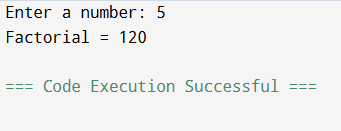 Enter a number: 5
Factorial = 120
=== Code Execution Successful ===